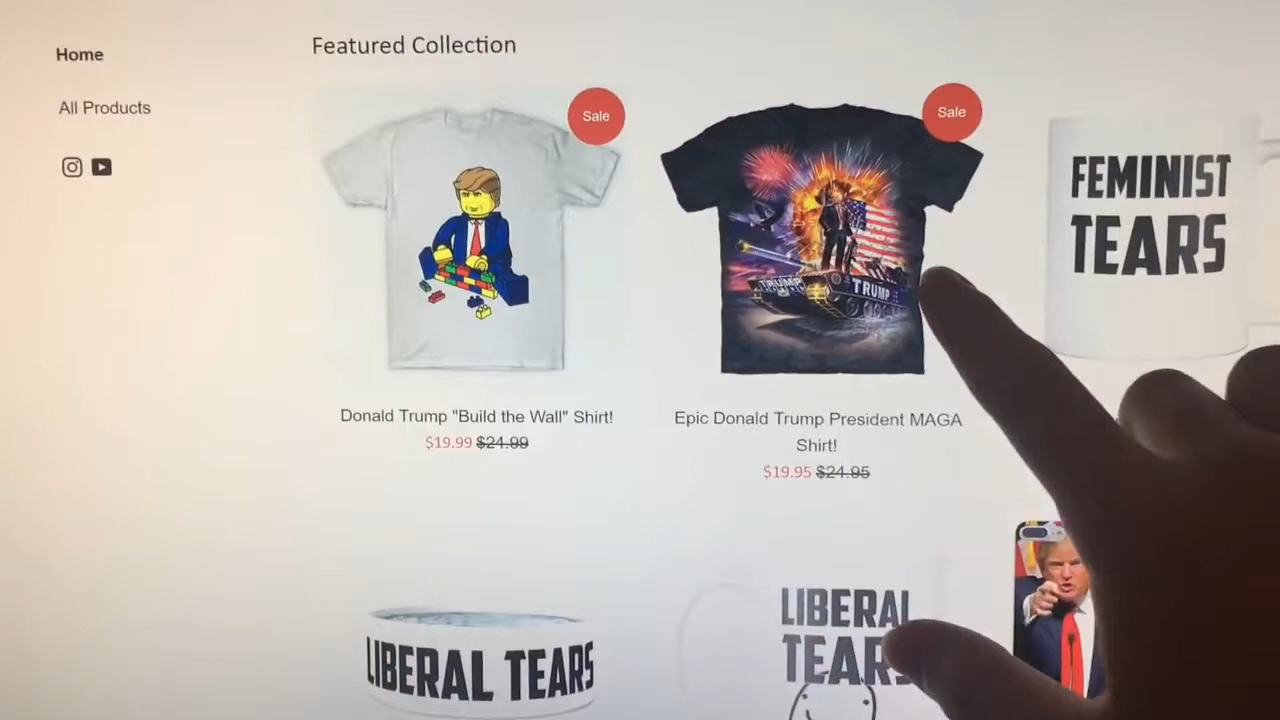 Home
All Products
Featured Collection
Sale
Sale
TRUMP
TRUMP
FEMINIST
TEARS
Donald Trump "Build the Wall" Shirt!
$19.99 $24.99
Epic Donald Trump President MAGA
Shirt!
$19.95 $24.95
LIBERAL TEARS
LIBERAL
TEARS